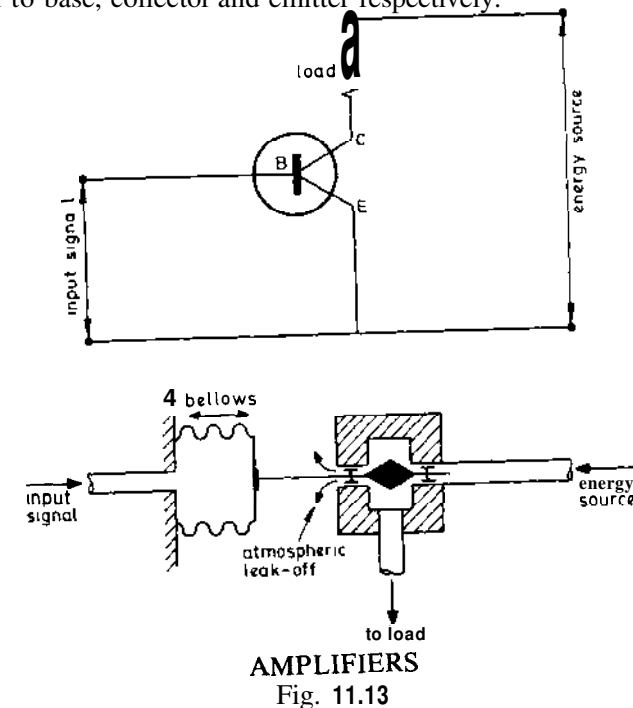 to base, collector and emitter respectively.
a
load
C
B
E
input signal
energy source
4 bellows
input
signal
energy
source
atmospheric
leak-off
to load
AMPLIFIERS
Fig. 11.13